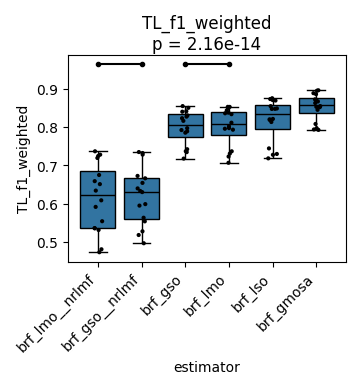 TL_f1_weighted
p = 2.16e-14
TL_f1_weighted
0.9
0.8
0.7
0.6
0.5
brf_lmo__nrlmf
brf_gso__nrlmf
brf_gso
brf_lmo
brf_lso
brf_gmosa
estimator